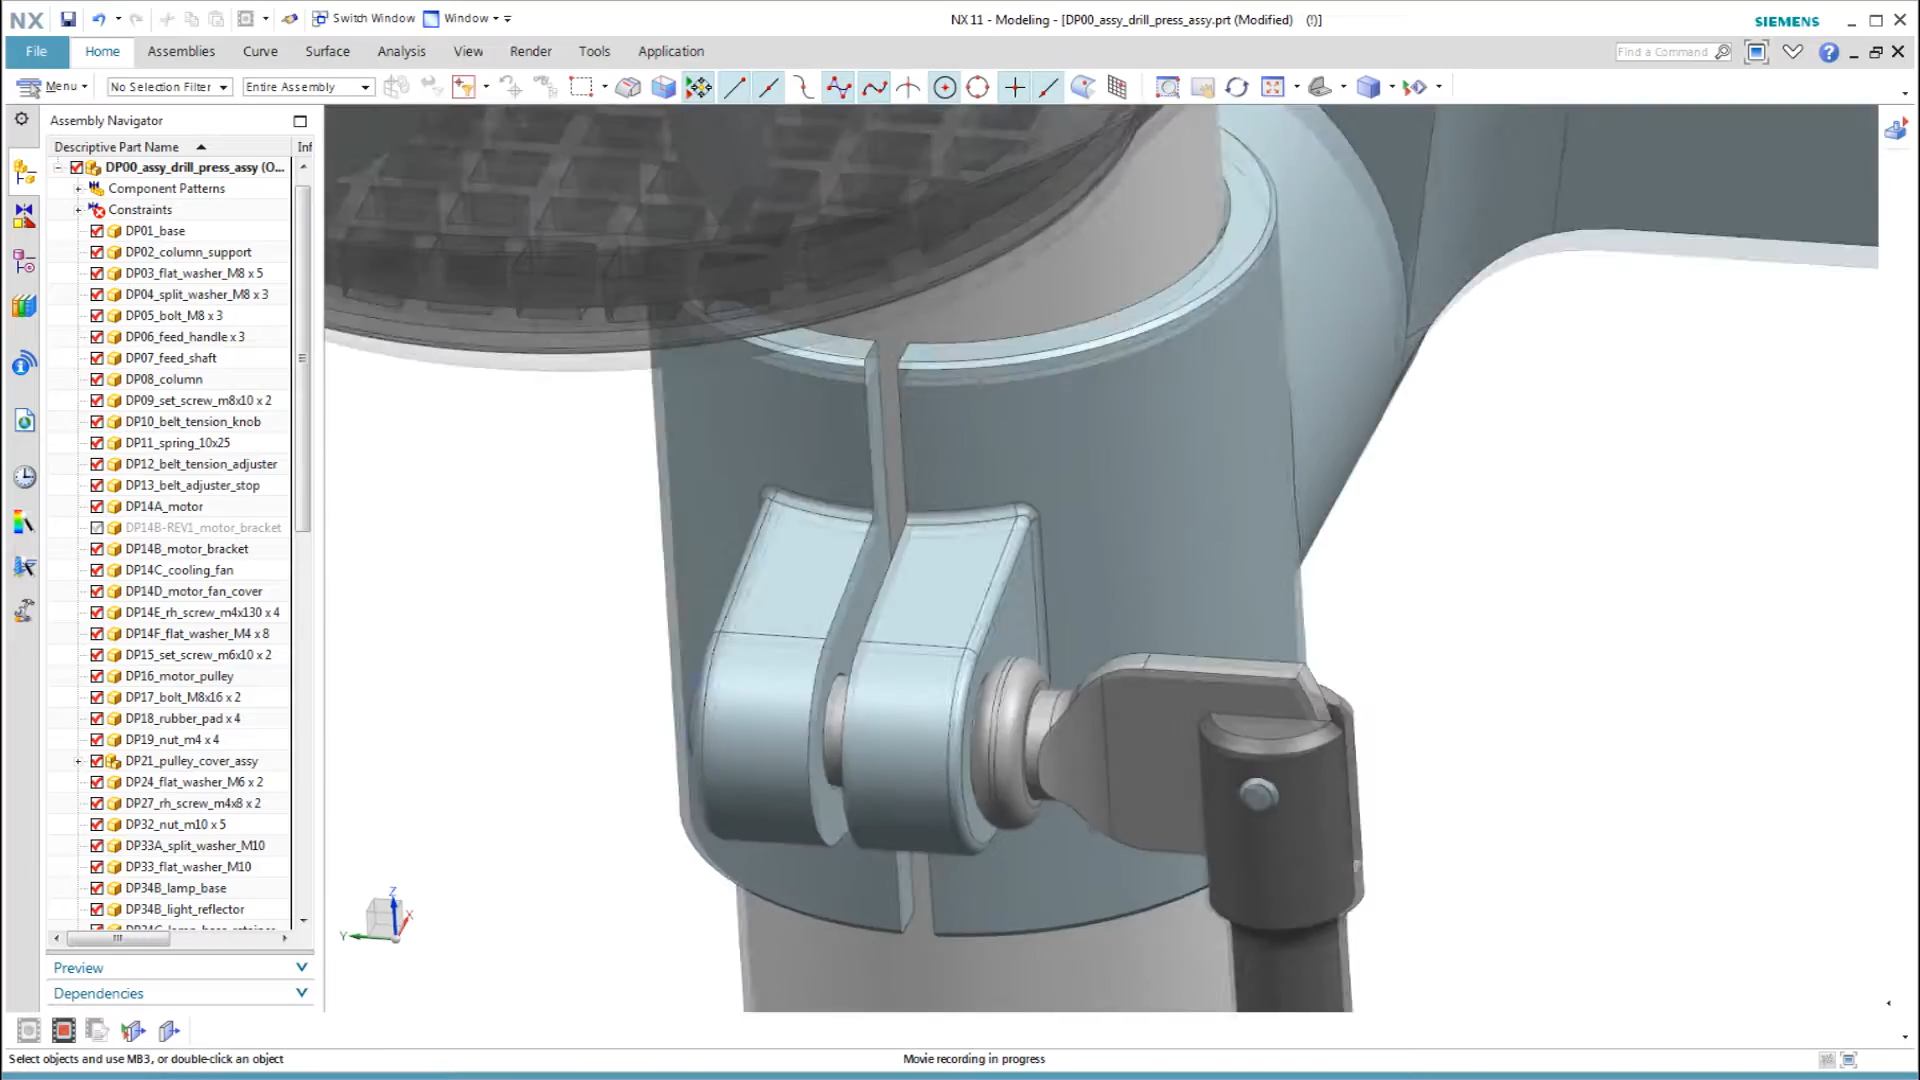 NX
Switch Window
Window
NX 11 - Modeling - [DP00_assy_drill_press_assy.prt (Modified) (!)]
SIEMENS
File
Home
Assemblies
Curve
Surface
Analysis
View
Render
Tools
Application
Find a Command
Menu
No Selection Filter
Entire Assembly
Assembly Navigator
Descriptive Part Name
Inf
DP00_assy_drill_press_assy (O...
Component Patterns
Constraints
DP01_base
DP02_column_support
DP03_flat_washer_M8 x 5
DP04_split_washer_M8 x 3
DP05_bolt_M8 x 3
DP06_feed_handle x 3
DP07_feed_shaft
DP08_column
DP09_set_screw_m8x10 x 2
DP10_belt_tension_knob
DP11_spring_10x25
DP12_belt_tension_adjuster
DP13_belt_adjuster_stop
DP14A_motor
DP14B-REV1_motor_bracket
DP14B_motor_bracket
DP14C_cooling_fan
DP14D_motor_fan_cover
DP14E_rh_screw_m4x130 x 4
DP14F_flat_washer_M4 x 8
DP15_set_screw_m6x10 x 2
DP16_motor_pulley
DP17_bolt_M8x16 x 2
DP18_rubber_pad x 4
DP19_nut_m4 x 4
DP21_pulley_cover_assy
DP24_flat_washer_M6 x 2
DP27_rh_screw_m4x8 x 2
DP32_nut_m10 x 5
DP33A_split_washer_M10
DP33_flat_washer_M10
DP34B_lamp_base
DP34B_light_reflector
Z
X
Y
Preview
Dependencies
Select objects and use MB3, or double-click an object
Movie recording in progress